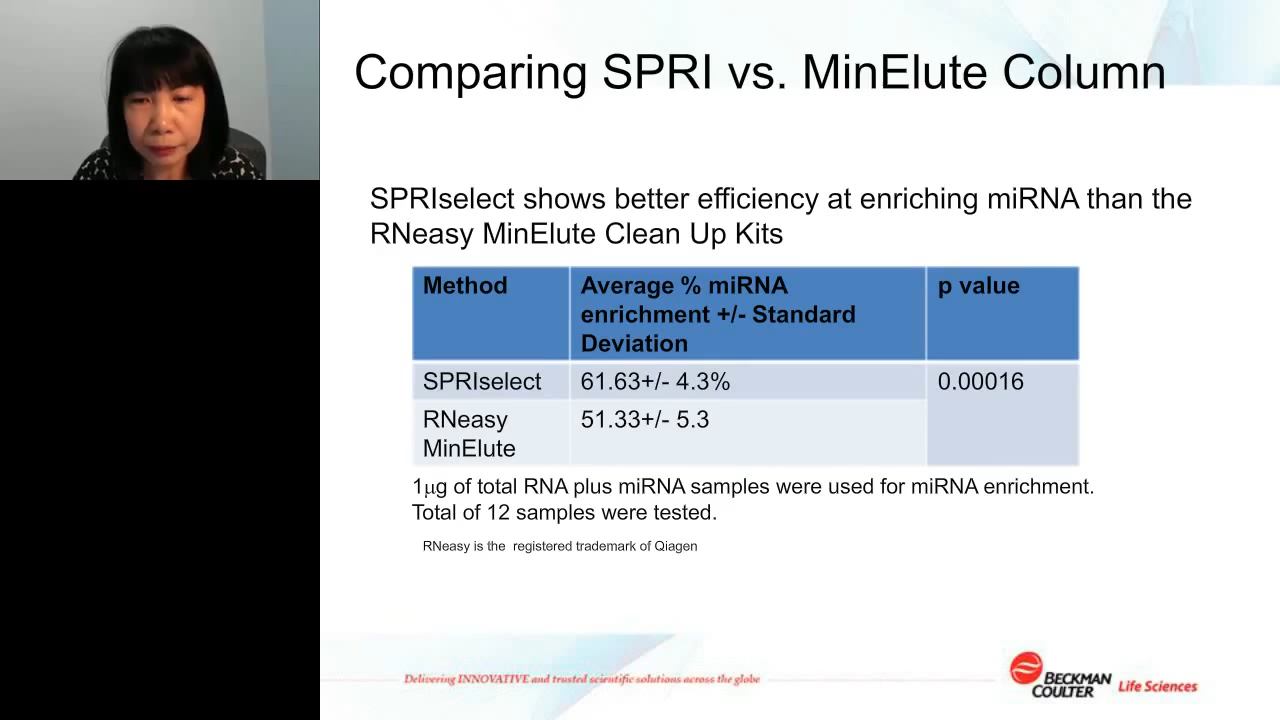 Comparing SPRI vs. MinElute Column
SPRIselect shows better efficiency at enriching miRNA than the
RNeasy MinElute Clean Up Kits
Method
Average % miRNA
enrichment +/- Standard
Deviation
p value
SPRIselect
61.63+/- 4.3%
0.00016
RNeasy
MinElute
51.33+/- 5.3
1μg of total RNA plus miRNA samples were used for miRNA enrichment.
Total of 12 samples were tested.
RNeasy is the  registered trademark of Qiagen
Delivering INNOVATIVE and trusted scientific solutions across the globe
BECKMAN
COULTER
Life Sciences